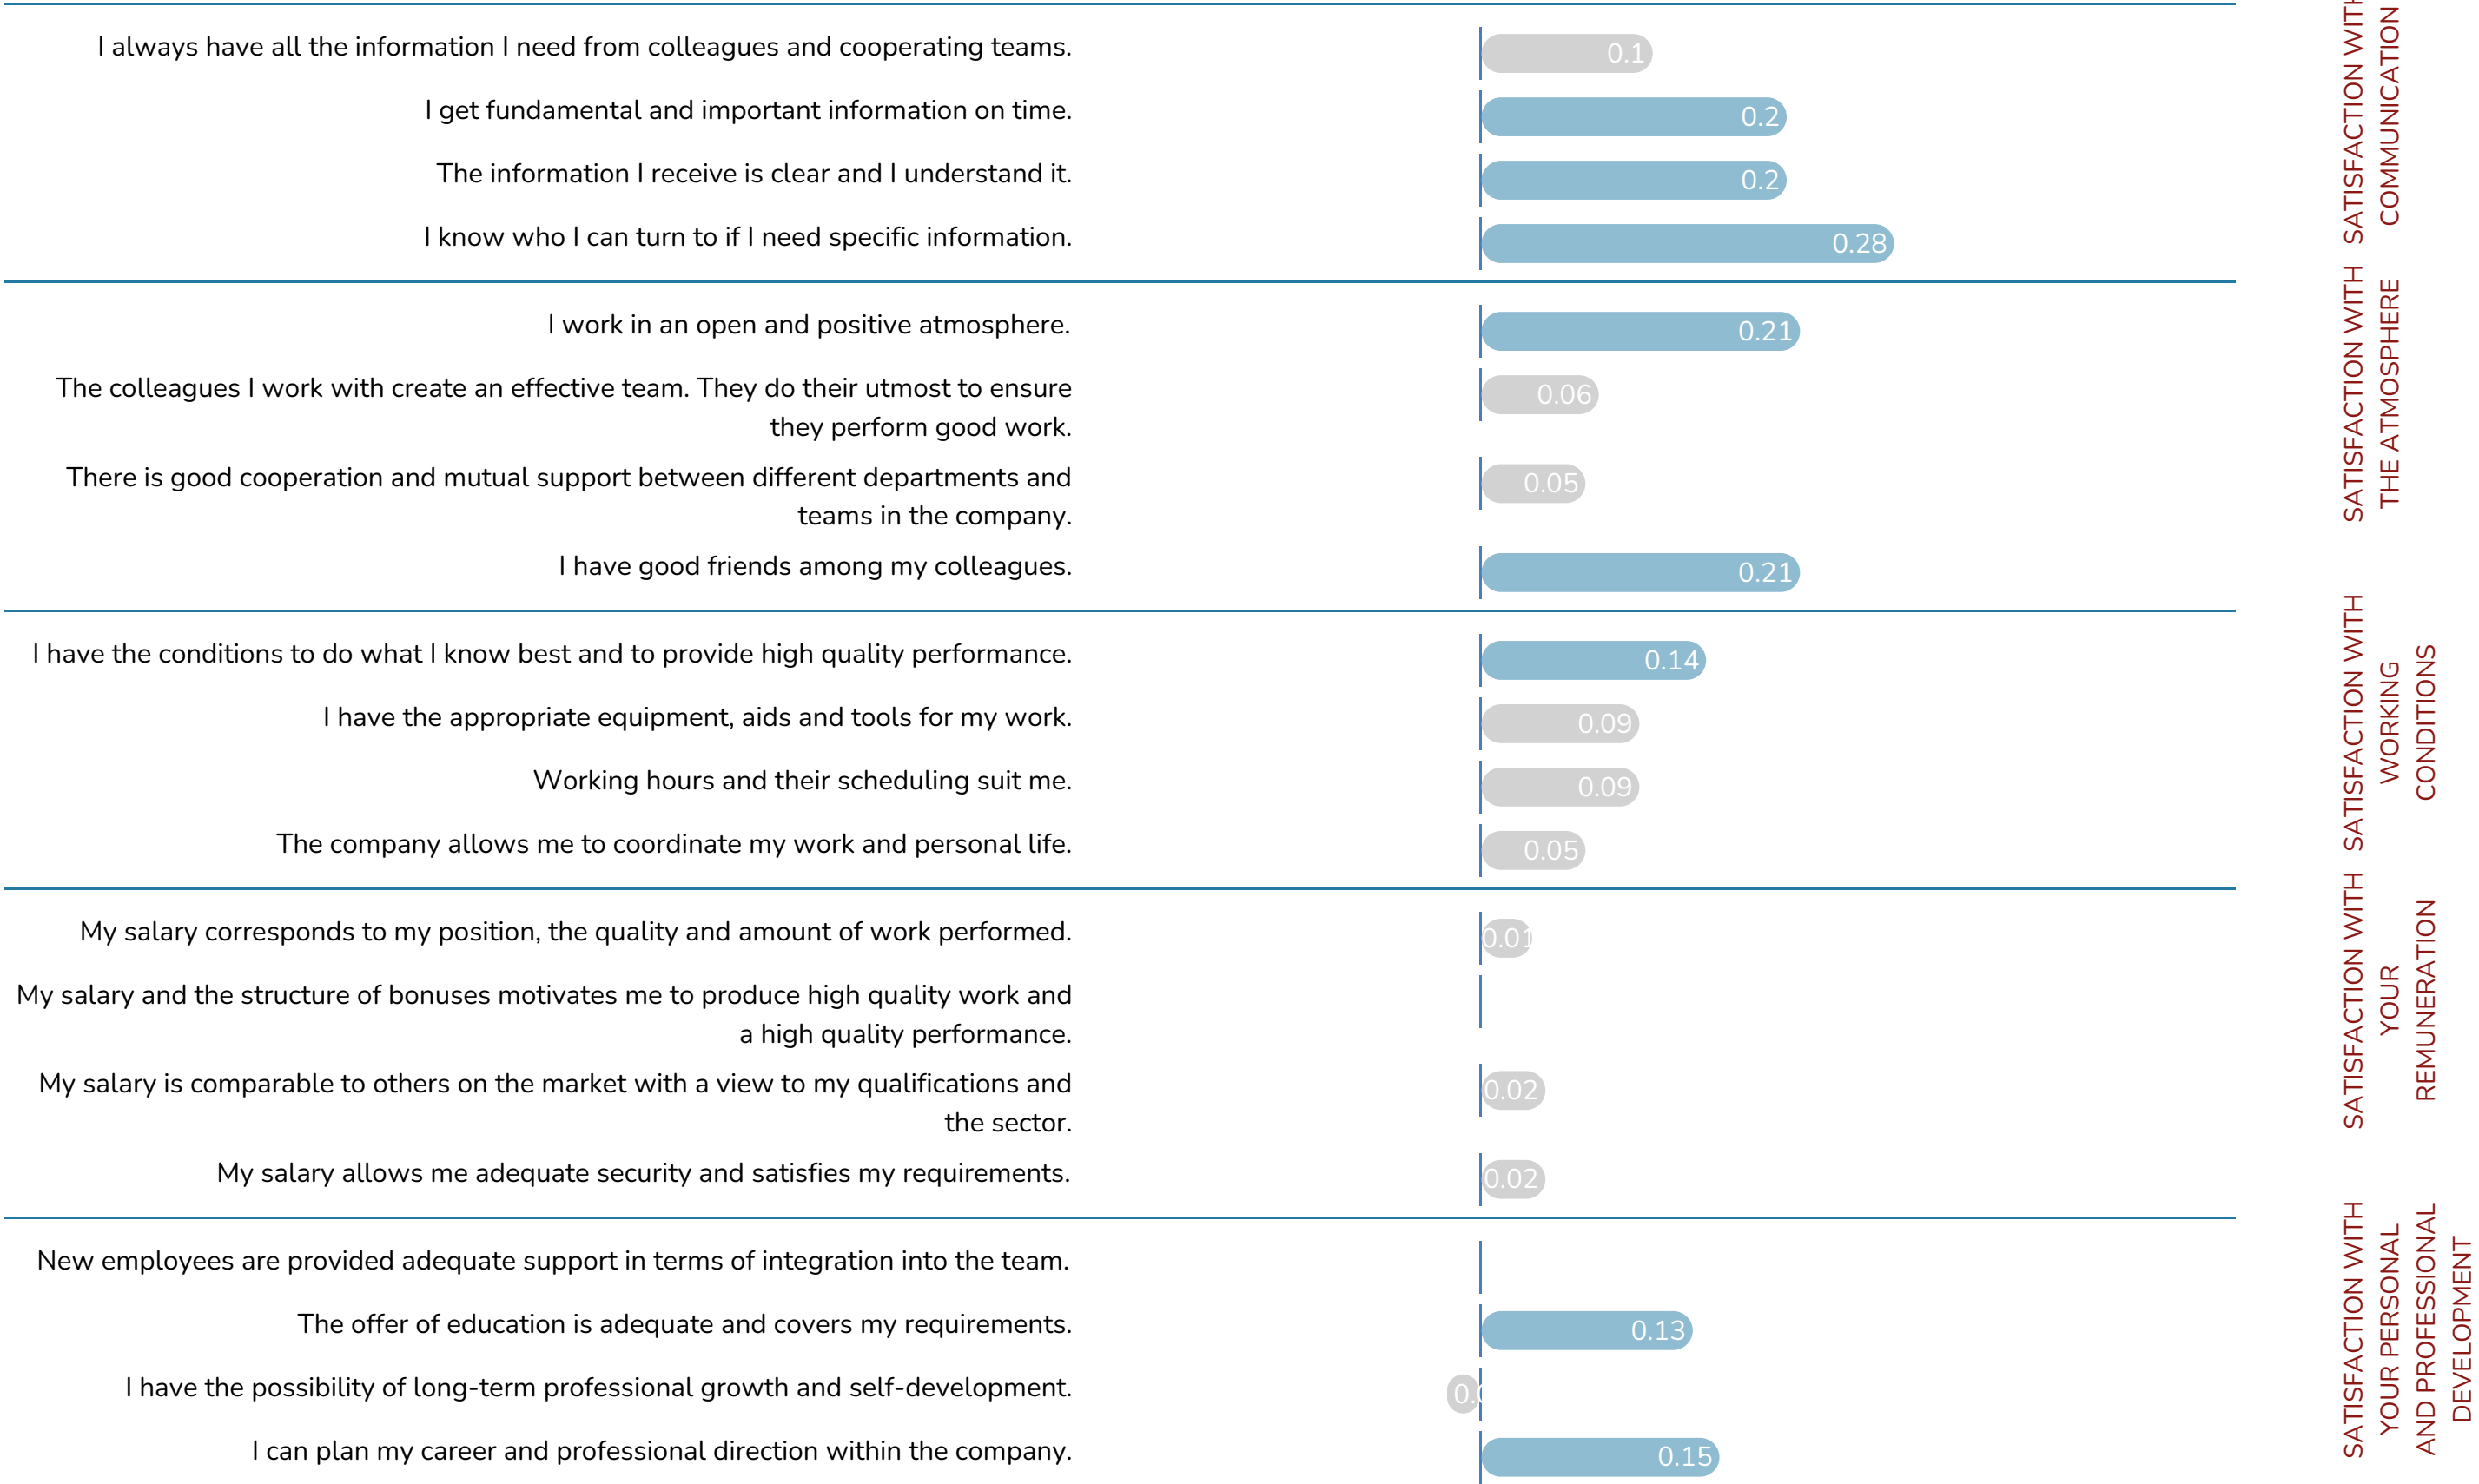 I always have all the information I need from colleagues and cooperating teams.
0.1
I get fundamental and important information on time.
0.2
The information I receive is clear and I understand it.
0.2
I know who I can turn to if I need specific information.
0.28
SATISFACTION WITH
COMMUNICATION
I work in an open and positive atmosphere.
0.21
The colleagues I work with create an effective team. They do their utmost to ensure
they perform good work.
0.06
There is good cooperation and mutual support between different departments and
teams in the company.
0.05
I have good friends among my colleagues.
0.21
SATISFACTION WITH
THE ATMOSPHERE
I have the conditions to do what I know best and to provide high quality performance.
0.14
I have the appropriate equipment, aids and tools for my work.
0.09
Working hours and their scheduling suit me.
0.09
The company allows me to coordinate my work and personal life.
0.05
SATISFACTION WITH
WORKING
CONDITIONS
My salary corresponds to my position, the quality and amount of work performed.
0.01
My salary and the structure of bonuses motivates me to produce high quality work and
a high quality performance.
My salary is comparable to others on the market with a view to my qualifications and
the sector.
0.02
My salary allows me adequate security and satisfies my requirements.
0.02
SATISFACTION WITH
YOUR
REMUNERATION
New employees are provided adequate support in terms of integration into the team.
The offer of education is adequate and covers my requirements.
0.13
I have the possibility of long-term professional growth and self-development.
I can plan my career and professional direction within the company.
0.15
SATISFACTION WITH
YOUR PERSONAL
AND PROFESSIONAL
DEVELOPMENT